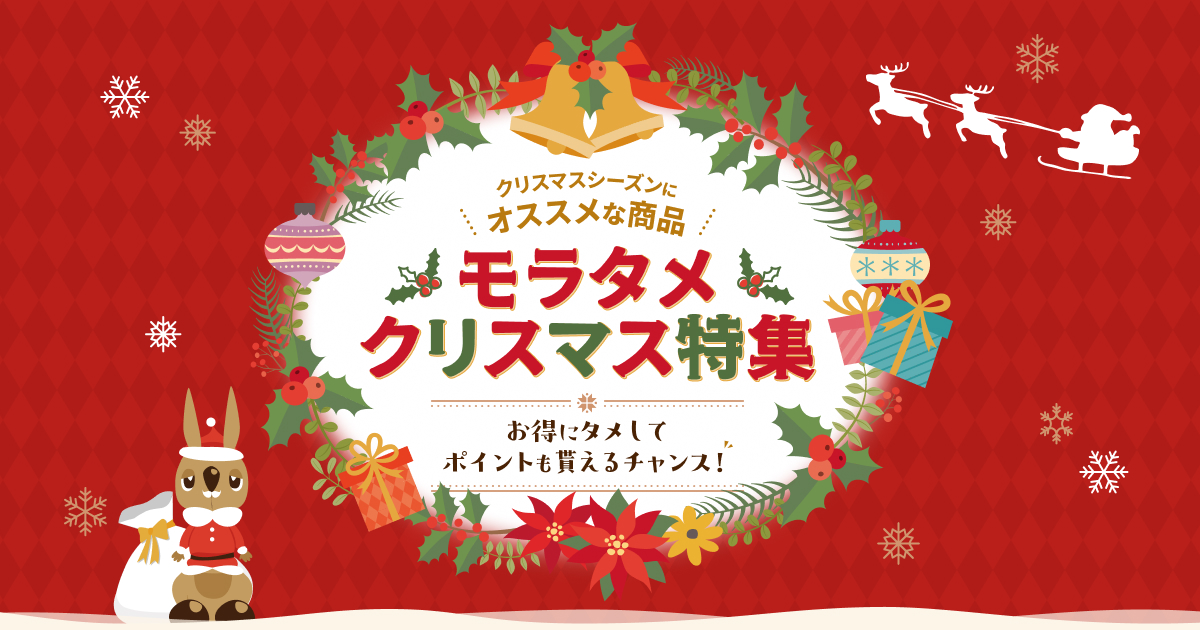 クリスマスシーズンに
オススメな商品
モラタメ
クリスマス特集
お得にタメして
ポイントも貰えるチャンス!